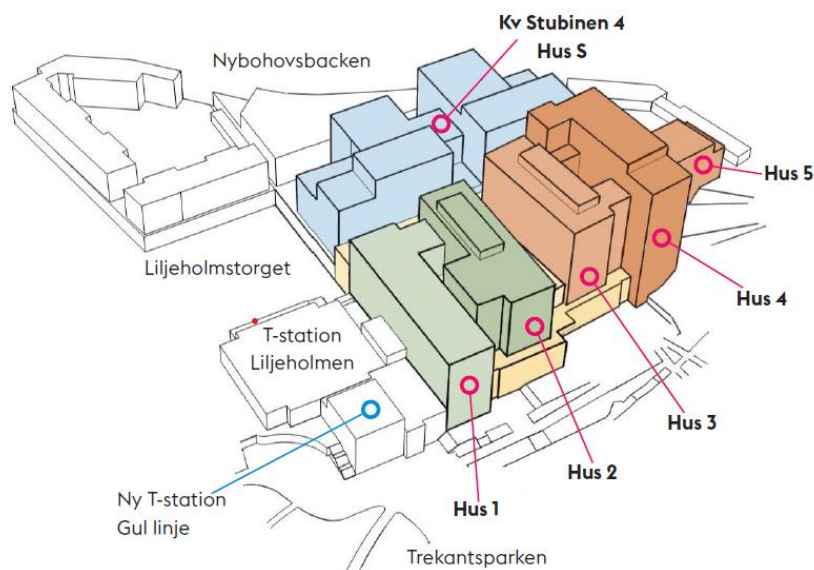 Kv Stubinen 4
Hus S
Nybohovsbacken
Hus 5
Liljeholmstorget
Hus 4
T-station
Liljeholmen
Hus 3
Hus 2
Ny T-station
Gul linje
Hus 1
Trekantsparken